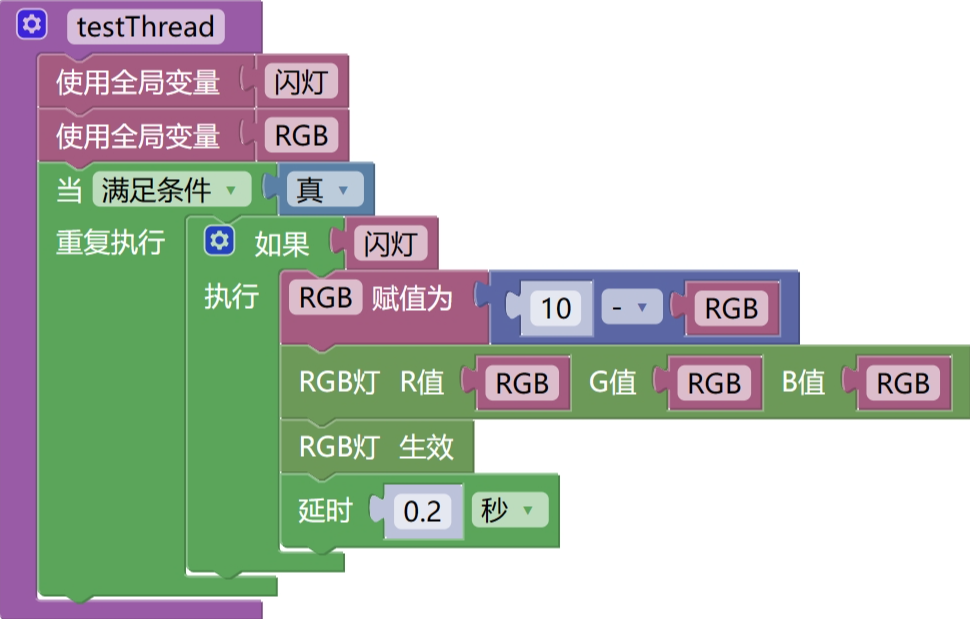 testThread
使用全局变量 闪灯
使用全局变量 RGB
当 满足条件 真
重复执行 如果 闪灯
执行 RGB 赋值为 10 - RGB
RGB灯 R值 RGB G值 RGB B值 RGB
RGB灯 生效
延时 0.2 秒